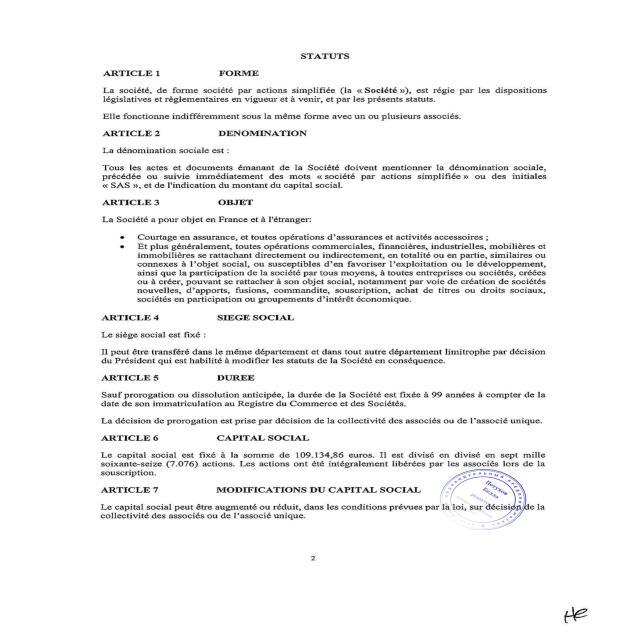 STATUTS
ARTICLE 1 FORME
La société, de forme société par actions simplifiée (la « Société »), est régie par les dispositions
législatives et règlementaires en vigueur et à venir, et par les présents statuts.
Elle fonctionne indifféremment sous la même forme avec un ou plusieurs associés.
ARTICLE 2 DENOMINATION
La dénomination sociale est :
Tous les actes et documents émanant de la Société doivent mentionner la dénomination sociale,
précédée ou suivie immédiatement des mots « société par actions simplifiée » ou des initiales
« SAS », et de l'indication du montant du capital social.
ARTICLE 3 OBJET
La Société a pour objet en France et à l'étranger:
• Courtage en assurance, et toutes opérations d'assurances et activités accessoires ;
• Et plus généralement, toutes opérations commerciales, financières, industrielles, mobilières et
immobilières se rattachant directement ou indirectement, en totalité ou en partie, similaires ou
connexes à l'objet social, ou susceptibles d'en favoriser l'exploitation ou le développement,
ainsi que la participation de la société par tous moyens, à toutes entreprises ou sociétés, créées
ou à créer, pouvant se rattacher à son objet social, notamment par voie de création de sociétés
nouvelles, d'apports, fusions, commandite, souscription, achat de titres ou droits sociaux,
sociétés en participation ou groupements d'intérêt économique.
ARTICLE 4 SIEGE SOCIAL
Le siège social est fixé :
Il peut être transféré dans le même département et dans tout autre département limitrophe par décision
du Président qui est habilité à modifier les statuts de la Société en conséquence.
ARTICLE 5 DUREE
Sauf prorogation ou dissolution anticipée, la durée de la Société est fixée à 99 années à compter de la
date de son immatriculation au Registre du Commerce et des Sociétés.
La décision de prorogation est prise par décision de la collectivité des associés ou de l'associé unique.
ARTICLE 6 CAPITAL SOCIAL
Le capital social est fixé à la somme de 109.134,86 euros. Il est divisé en divisé en sept mille
soixante-seize (7.076) actions. Les actions ont été intégralement libérées par les associés lors de la
souscription.
ARTICLE 7 MODIFICATIONS DU CAPITAL SOCIAL
Le capital social peut être augmenté ou réduit, dans les conditions prévues par la loi, sur décision de la
collectivité des associés ou de l'associé unique.
2